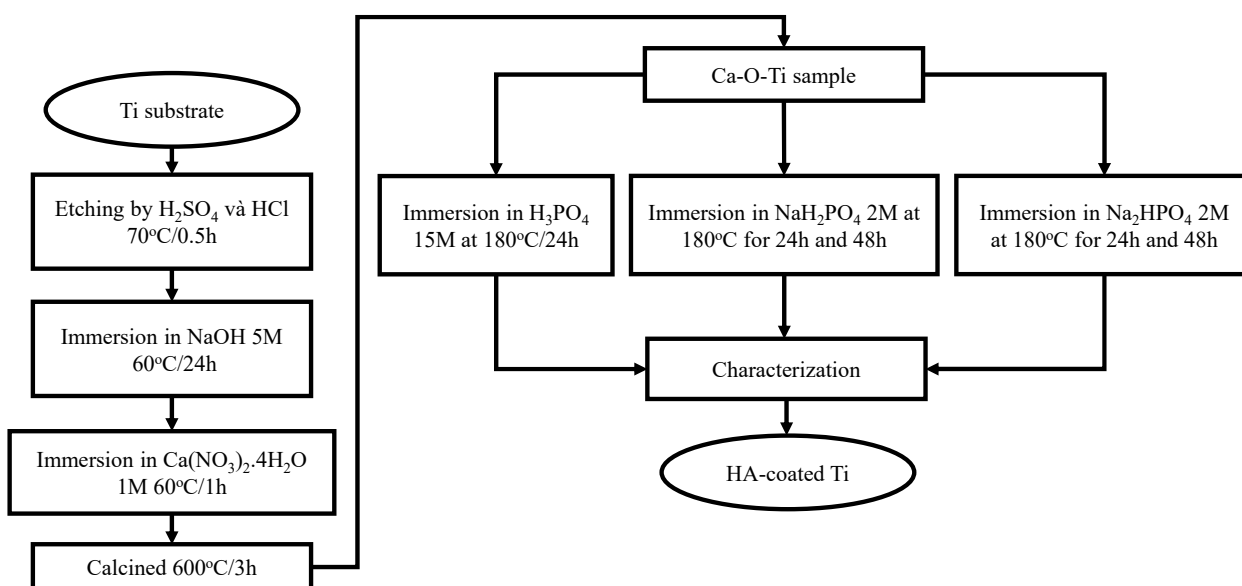 Ti substrate
Etching by H₂SO₄ và HCl
70°C/0.5h
Immersion in NaOH 5M
60°C/24h
Immersion in Ca(NO₃)₂.4H₂O
1M 60°C/1h
Calcined 600°C/3h
Ca-O-Ti sample
Immersion in H₃PO₄
15M at 180°C/24h
Immersion in NaH₂PO₄ 2M at
180°C for 24h and 48h
Immersion in Na₂HPO₄ 2M
at 180°C for 24h and 48h
Characterization
HA-coated Ti